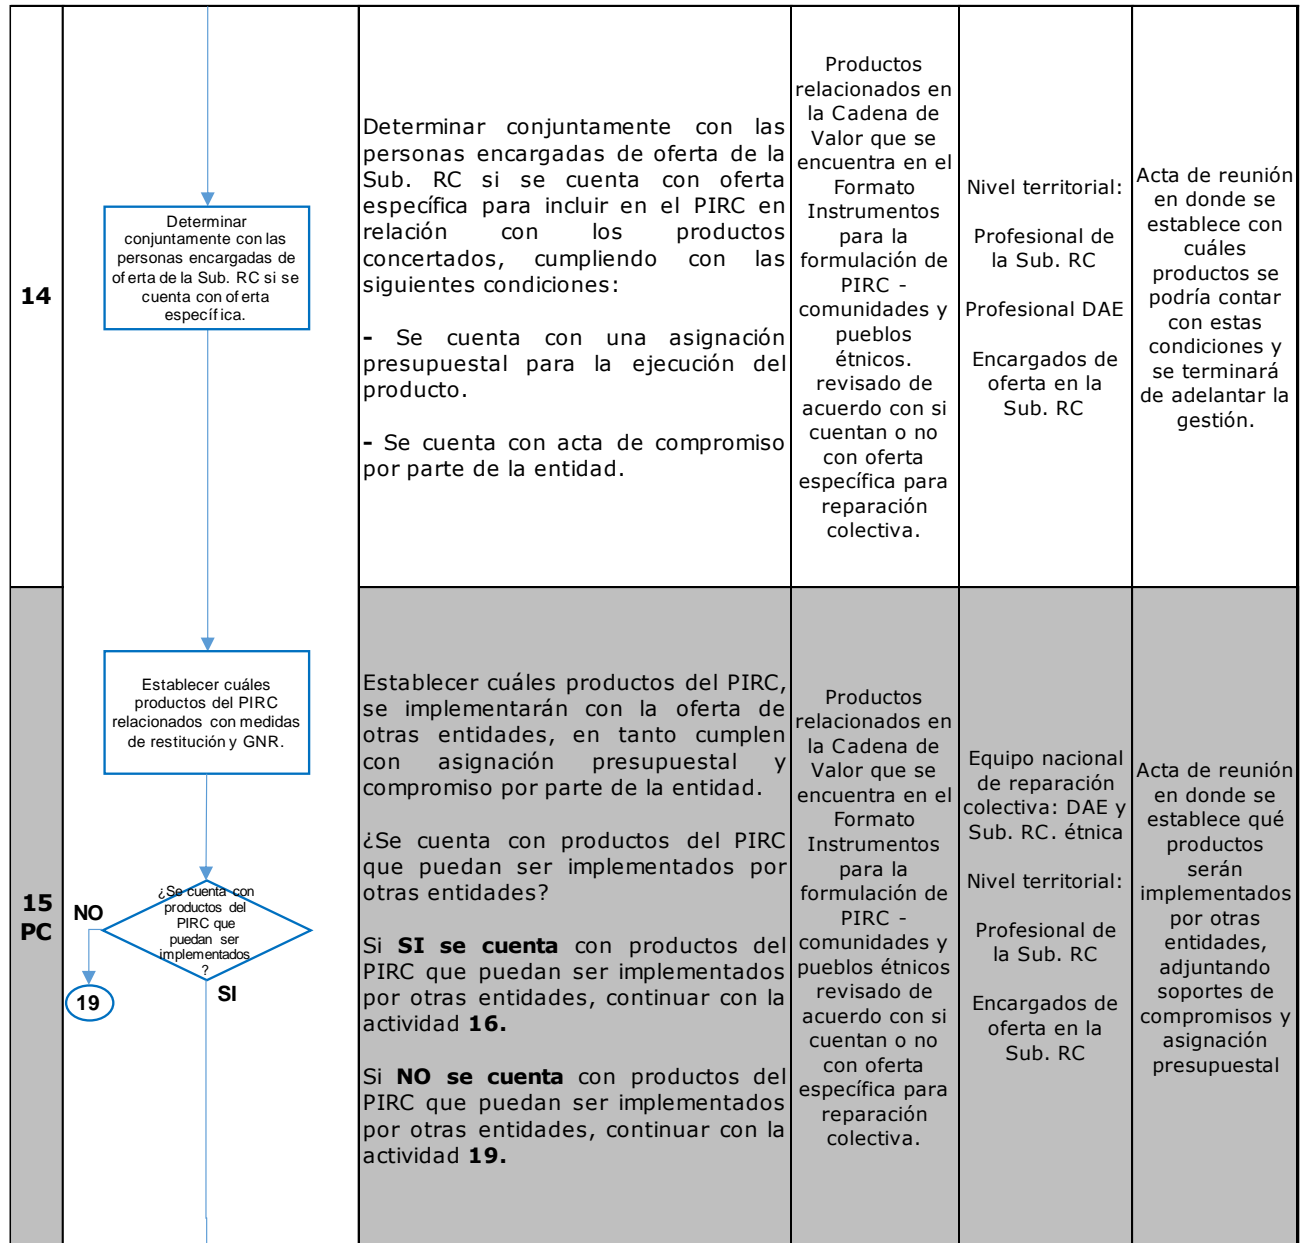 14
Determinar
conjuntamente con las
personas encargadas de
oferta de la Sub. RC si se
cuenta con oferta
específica.
Determinar conjuntamente con las
personas encargadas de oferta de la
Sub. RC si se cuenta con oferta
específica para incluir en el PIRC en
relación con los productos
concertados, cumpliendo con las
siguientes condiciones:
- Se cuenta con una asignación
presupuestal para la ejecución del
producto.
- Se cuenta con acta de compromiso
por parte de la entidad.
Productos
relacionados en
la Cadena de
Valor que se
encuentra en el
Formato
Instrumentos
para la
formulación de
PIRC -
comunidades y
pueblos
étnicos.
revisado de
acuerdo con si
cuentan o no
con oferta
específica para
reparación
colectiva.
Nivel territorial:
Profesional de
la Sub. RC
Profesional DAE
Encargados de
oferta en la
Sub. RC
Acta de reunión
en donde se
establece con
cuáles
productos se
podría contar
con estas
condiciones y
se terminará
de adelantar la
gestión.
15
PC
Establecer cuáles
productos del PIRC
relacionados con medidas
de restitución y GNR.
¿Se cuenta con
productos del
PIRC que
puedan ser
implementados
?
NO
19
SI
Establecer cuáles productos del PIRC,
se implementarán con la oferta de
otras entidades, en tanto cumplen
con asignación presupuestal y
compromiso por parte de la entidad.
¿Se cuenta con productos del PIRC
que puedan ser implementados por
otras entidades?
Si SI se cuenta con productos del
PIRC que puedan ser implementados
por otras entidades, continuar con la
actividad 16.
Si NO se cuenta con productos del
PIRC que puedan ser implementados
por otras entidades, continuar con la
actividad 19.
Productos
relacionados en
la Cadena de
Valor que se
encuentra en el
Formato
Instrumentos
para la
formulación de
PIRC -
comunidades y
pueblos étnicos
revisado de
acuerdo con si
cuentan o no
con oferta
específica para
reparación
colectiva.
Equipo nacional
de reparación
colectiva: DAE y
Sub. RC. étnica
Nivel territorial:
Profesional de
la Sub. RC
Encargados de
oferta en la
Sub. RC
Acta de reunión
en donde se
establece qué
productos
serán
implementados
por otras
entidades,
adjuntando
soportes de
compromisos y
asignación
presupuestal